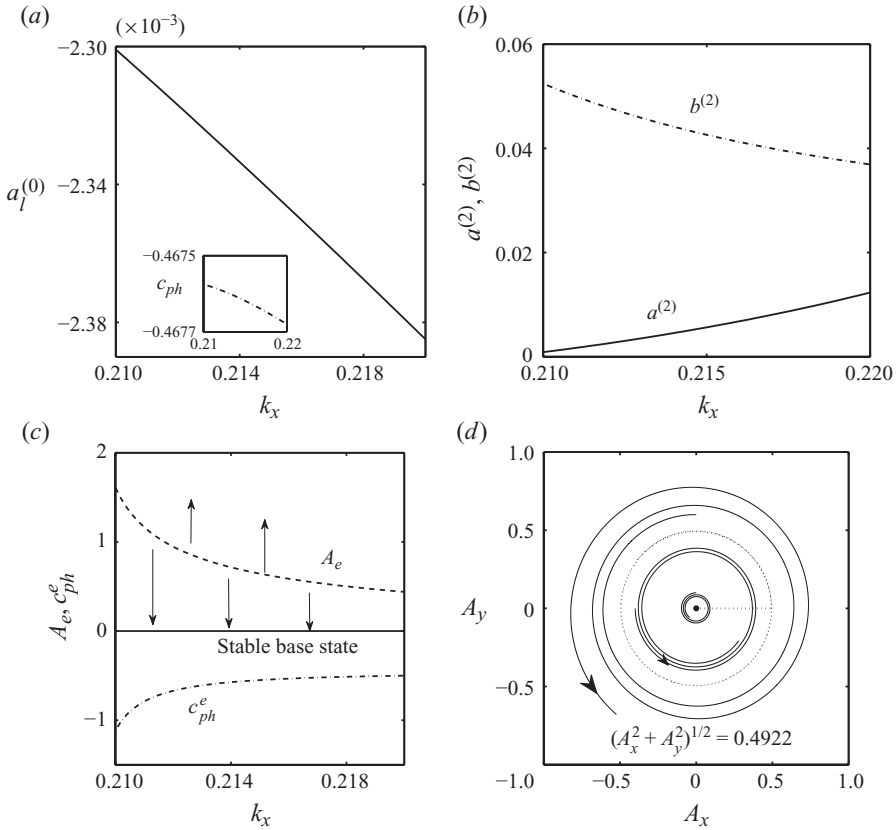 (a)
(×10⁻³)
−2.30
−2.34
−2.38
a_l^(0)
−0.4675
c_ph
−0.4677
0.21 0.22
0.210 0.214 0.218
k_x
(b)
0.06
0.04
0.02
0
a^(2), b^(2)
b^(2)
a^(2)
0.210 0.215 0.220
k_x
(c)
2
1
0
−1
A_e, c_ph^e
A_e
Stable base state
c_ph^e
0.210 0.214 0.218
k_x
(d)
1.0
0.5
0
−0.5
−1.0
A_y
(A_x² + A_y²)^1/2 = 0.4922
−0.5 0 0.5 1.0
A_x